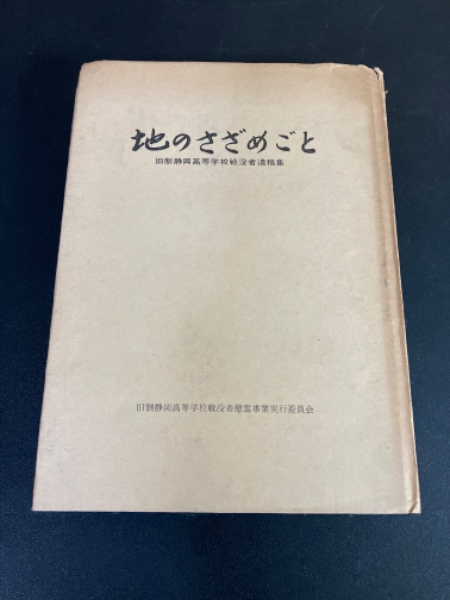 地のさざめごと
旧制静岡高等学校戦没者遺稿集
旧制静岡高等学校戦没者慰霊事業実行委員会